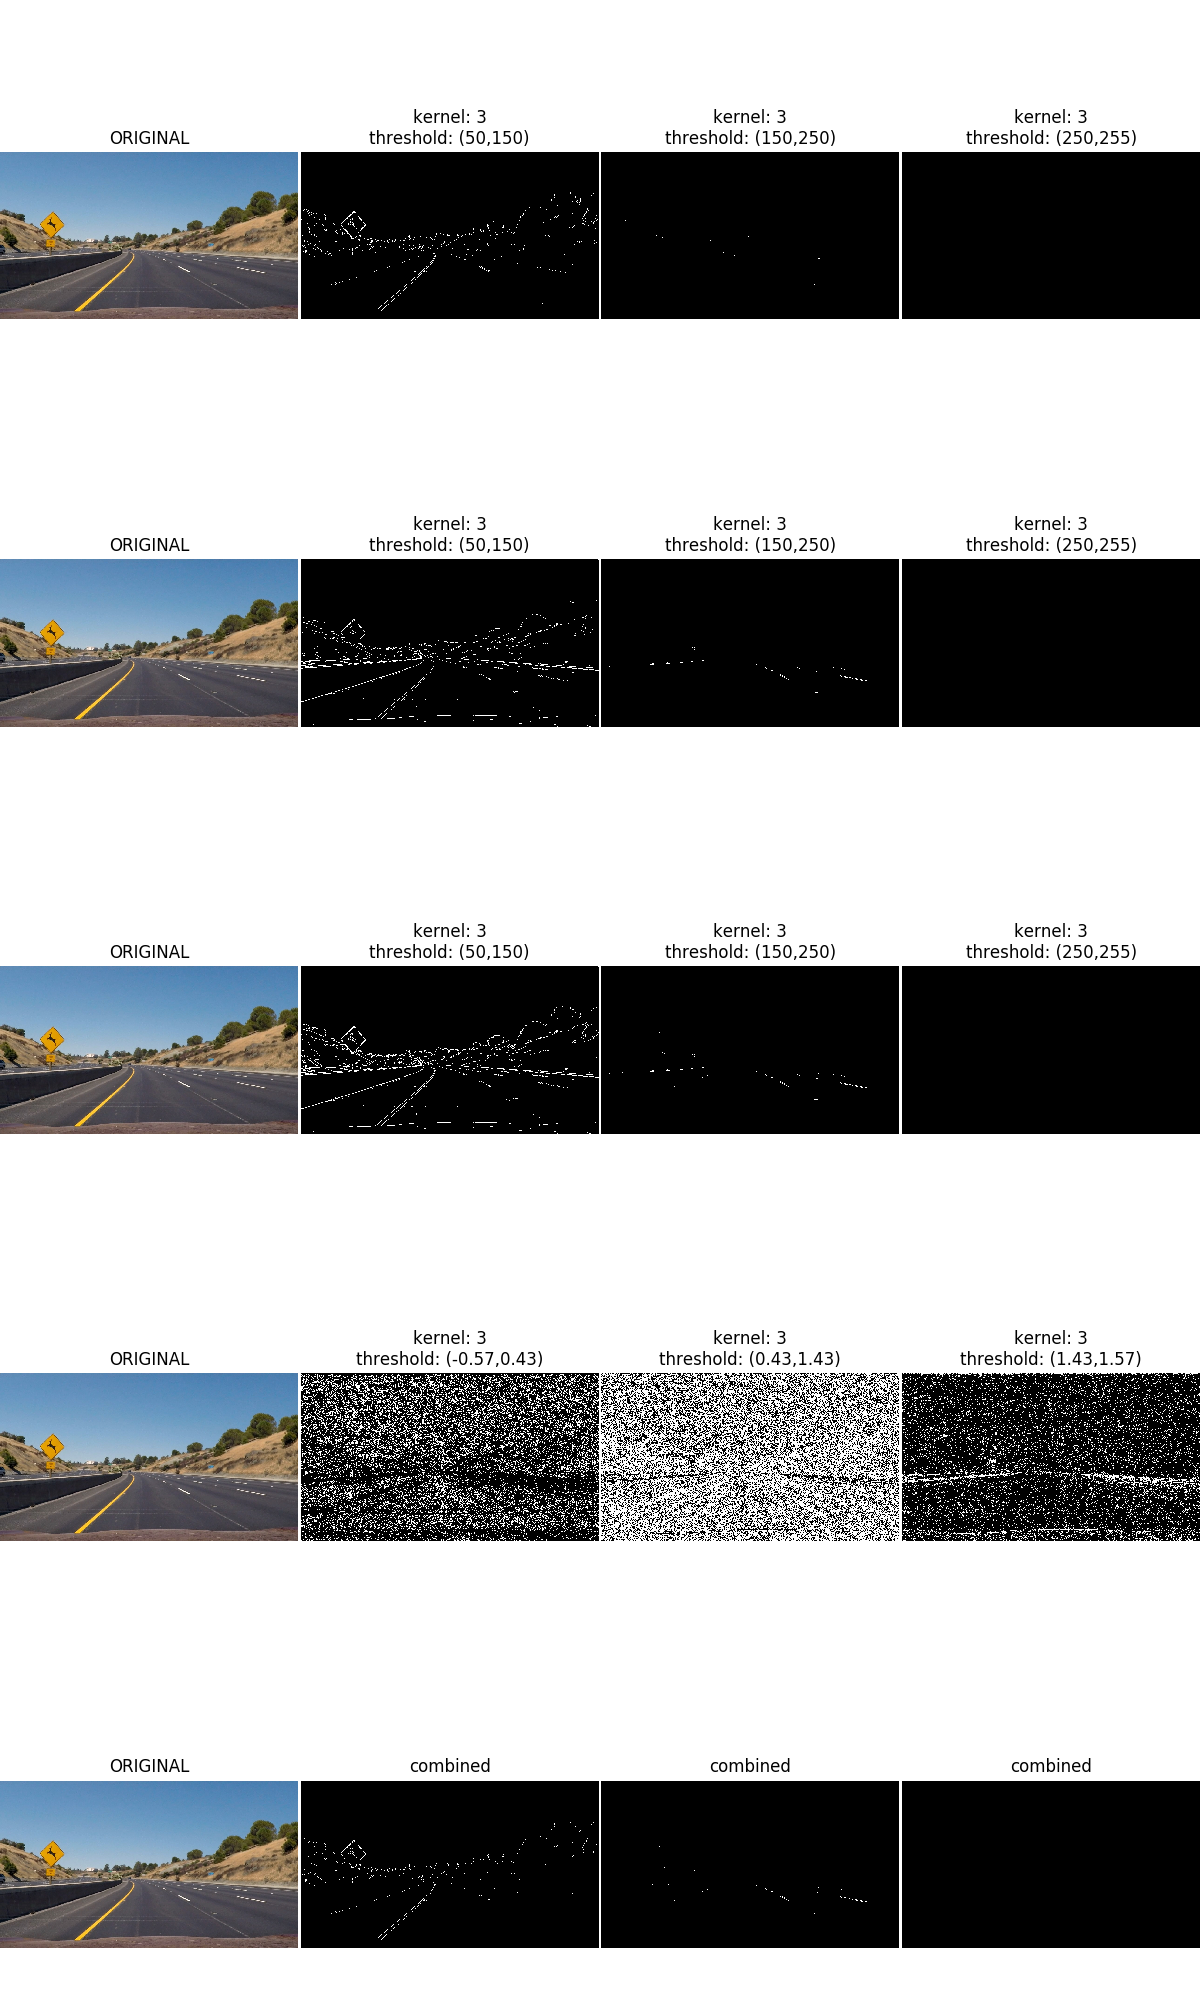 ORIGINAL
kernel: 3
threshold: (50,150)
kernel: 3
threshold: (150,250)
kernel: 3
threshold: (250,255)
ORIGINAL
kernel: 3
threshold: (50,150)
kernel: 3
threshold: (150,250)
kernel: 3
threshold: (250,255)
ORIGINAL
kernel: 3
threshold: (50,150)
kernel: 3
threshold: (150,250)
kernel: 3
threshold: (250,255)
ORIGINAL
kernel: 3
threshold: (-0.57,0.43)
kernel: 3
threshold: (0.43,1.43)
kernel: 3
threshold: (1.43,1.57)
ORIGINAL
combined
combined
combined